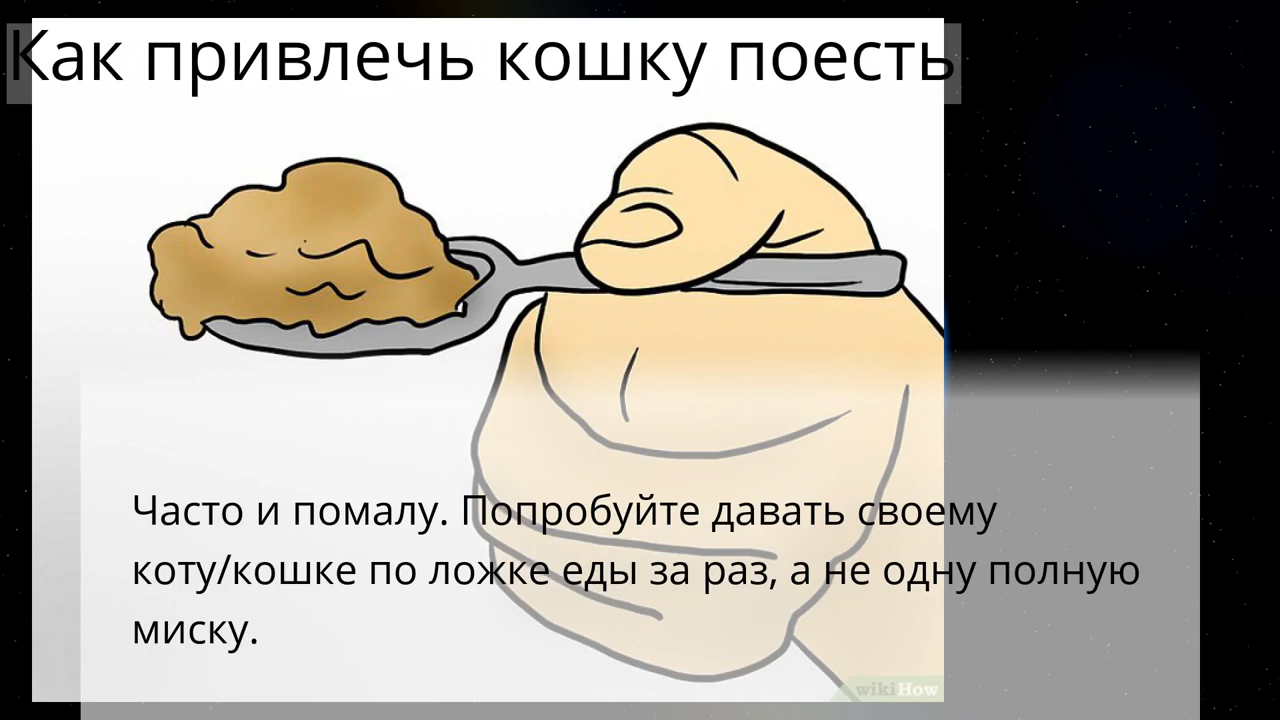 Как привлечь кошку поесть
Часто и помалу. Попробуйте давать своему
коту/кошке по ложке еды за раз, а не одну полную
миску.
wikiHow